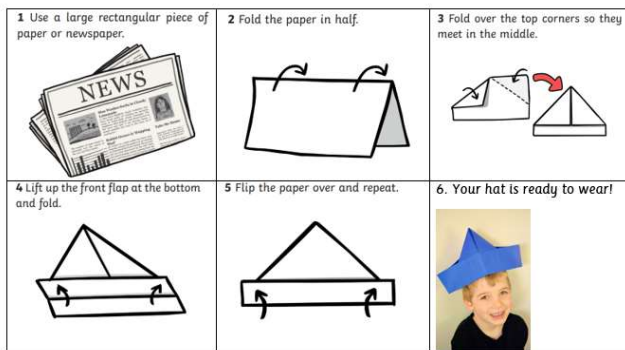 1 Use a large rectangular piece of
paper or newspaper.
NEWS
2 Fold the paper in half.
3 Fold over the top corners so they
meet in the middle.
4 Lift up the front flap at the bottom
and fold.
5 Flip the paper over and repeat.
6. Your hat is ready to wear!